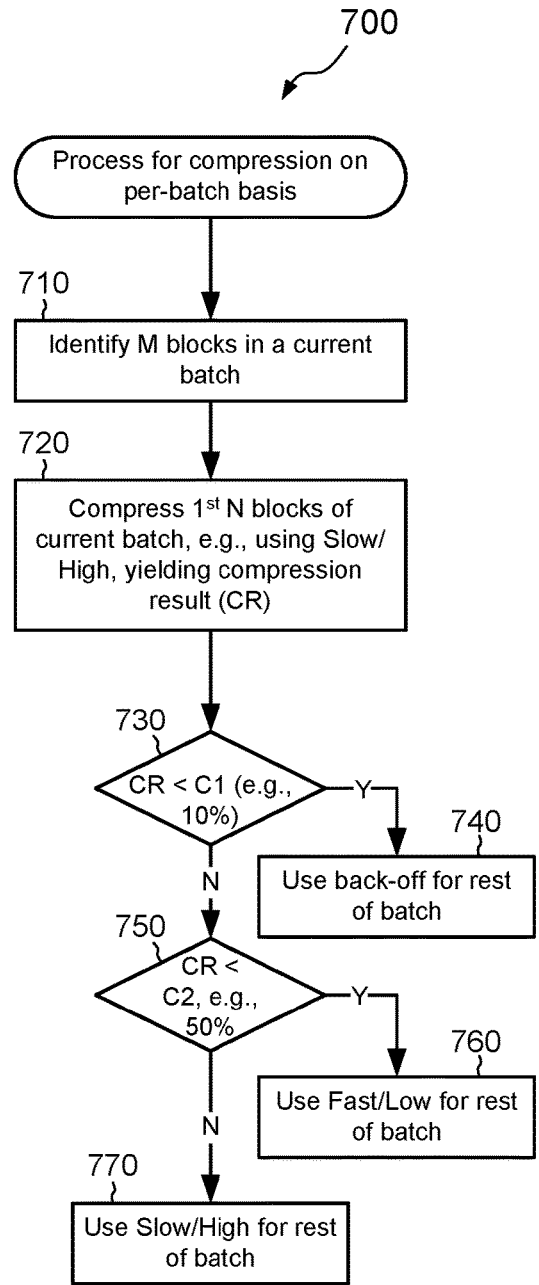 700
Process for compression on
per-batch basis
710
Identify M blocks in a current
batch
720
Compress 1st N blocks of
current batch, e.g., using Slow/
High, yielding compression
result (CR)
730
CR < C1 (e.g.,
10%)
Y
740
Use back-off for rest
of batch
N
750
CR <
C2, e.g.,
50%
Y
760
Use Fast/Low for rest
of batch
N
770
Use Slow/High for rest
of batch